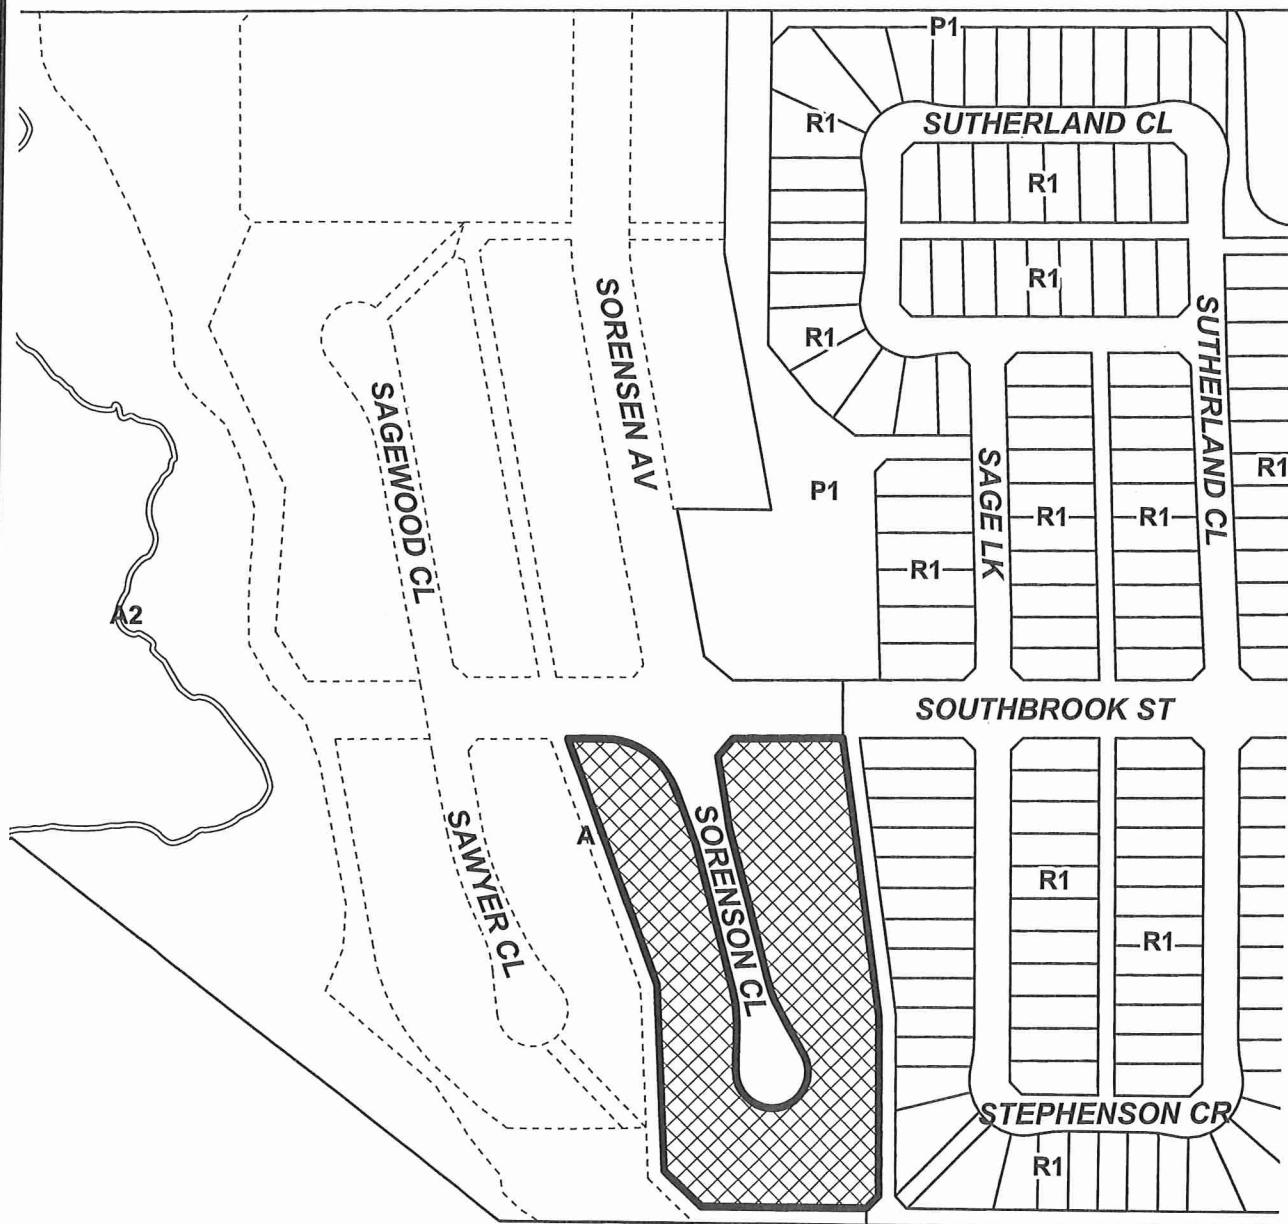 P1
R1
SUTHERLAND CL
R1
R1
SORENSEN AV
SUTHERLAND CL
R1
SAGEWOOD CL
SAGE LK
R1
P1
R1
R1
R1
A2
SOUTHBROOK ST
SORENSON CL
SAWYER CL
A
R1
R1
STEPHENSON CR
R1